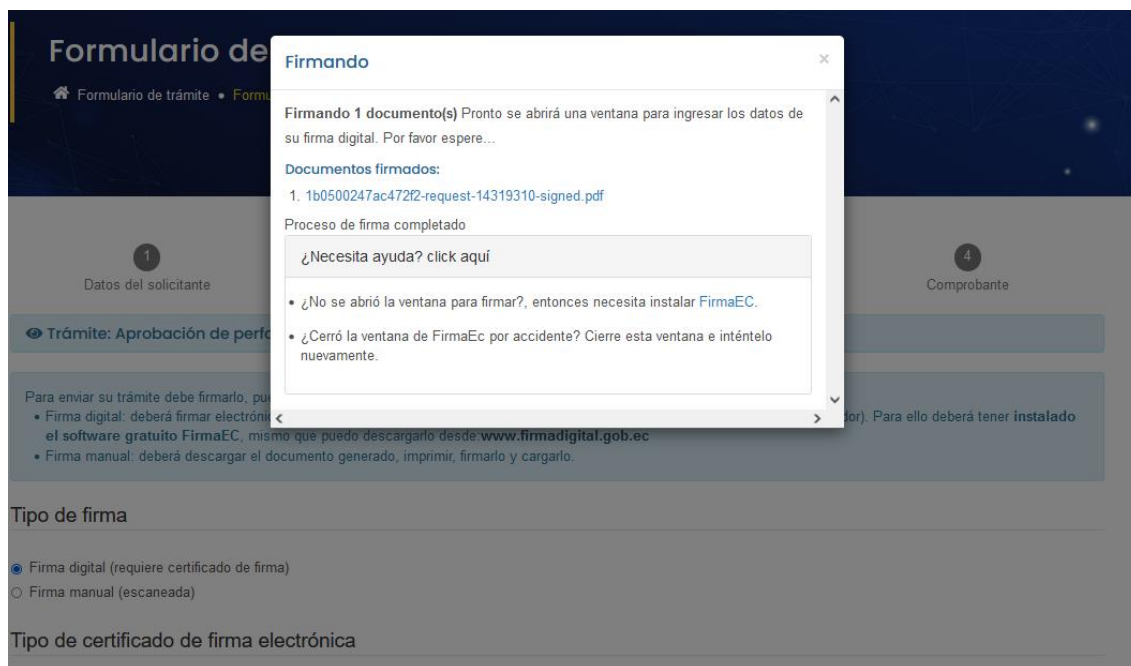 Formulario de
Formulario de trámite • Formu
Firmando
×
Firmando 1 documento(s) Pronto se abrirá una ventana para ingresar los datos de
su firma digital. Por favor espere...
Documentos firmados:
1. 1b0500247ac472f2-request-14319310-signed.pdf
Proceso de firma completado
¿Necesita ayuda? click aquí
• ¿No se abrió la ventana para firmar?, entonces necesita instalar FirmaEC.
• ¿Cerró la ventana de FirmaEc por accidente? Cierre esta ventana e inténtelo
nuevamente.
1
Datos del solicitante
4
Comprobante
Trámite: Aprobación de perfo
Para enviar su trámite debe firmarlo, pue
• Firma digital: deberá firmar electróni dor). Para ello deberá tener instalado
el software gratuito FirmaEC, mismo que puedo descargarlo desde:www.firmadigital.gob.ec
• Firma manual: deberá descargar el documento generado, imprimir, firmarlo y cargarlo.
Tipo de firma
Firma digital (requiere certificado de firma)
Firma manual (escaneada)
Tipo de certificado de firma electrónica